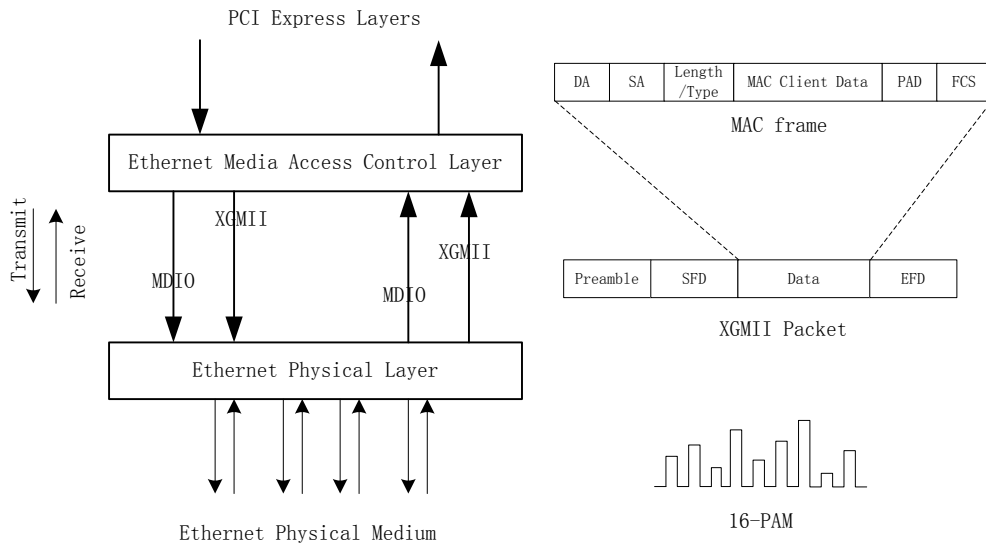 PCI Express Layers
Ethernet Media Access Control Layer
Transmit
Receive
XGMII
MDIO
XGMII
MDIO
Ethernet Physical Layer
Ethernet Physical Medium
DA
SA
Length
/Type
MAC Client Data
PAD
FCS
MAC frame
Preamble
SFD
Data
EFD
XGMII Packet
16-PAM